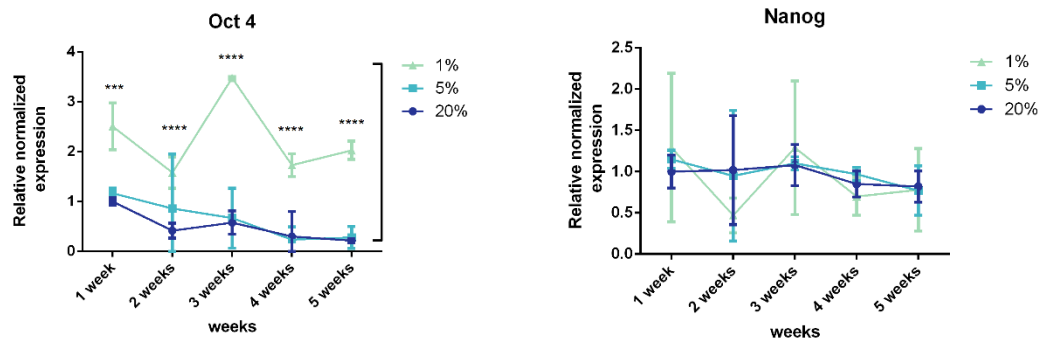 Oct 4
Relative normalized
expression
4
3
2
1
0
***
****
****
****
****
1%
5%
20%
1 week
2 weeks
3 weeks
4 weeks
5 weeks
weeks
Nanog
Relative normalized
expression
2.5
2.0
1.5
1.0
0.5
0.0
1%
5%
20%
1 week
2 weeks
3 weeks
4 weeks
5 weeks
weeks